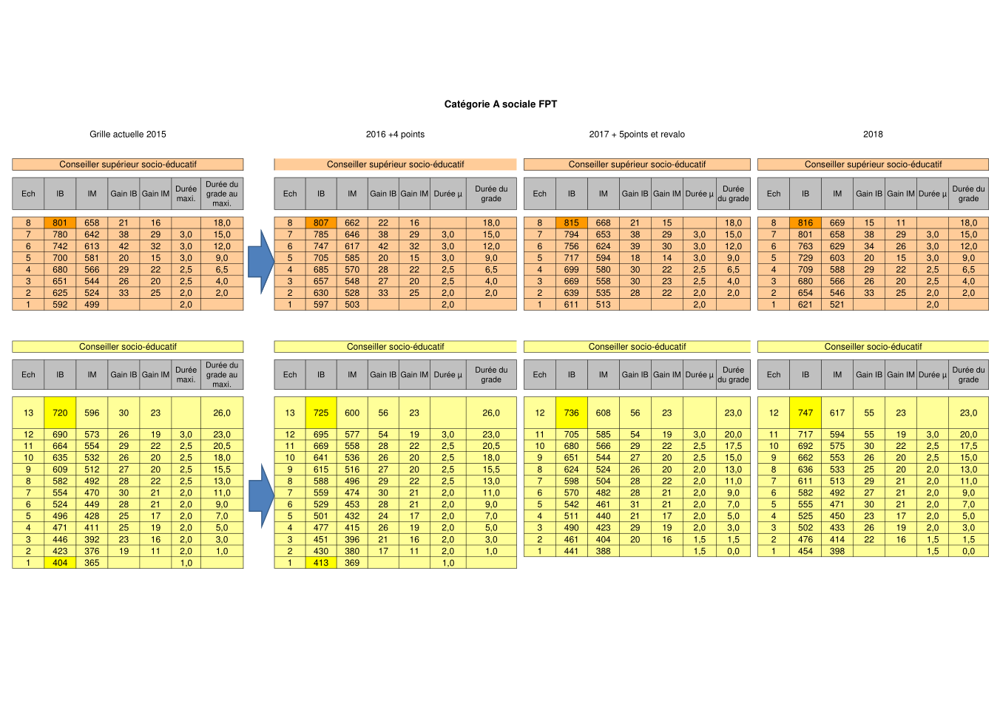 Catégorie A sociale FPT
Grille actuelle 2015 2016 +4 points 2017 + 5points et revalo 2018
Conseiller supérieur socio-éducatif Conseiller supérieur socio-éducatif Conseiller supérieur socio-éducatif Conseiller supérieur socio-éducatif
Ech IB IM Gain IB Gain IM Durée maxi. Durée du grade au maxi. Ech IB IM Gain IB Gain IM Durée µ Durée du grade Ech IB IM Gain IB Gain IM Durée µ Durée du grade Ech IB IM Gain IB Gain IM Durée µ Durée du grade
8 801 658 21 16 18,0 8 807 662 22 16 18,0 8 815 668 21 15 18,0 8 816 669 15 11 18,0
7 780 642 38 29 3,0 15,0 7 785 646 38 29 3,0 15,0 7 794 653 38 29 3,0 15,0 7 801 658 38 29 3,0 15,0
6 742 613 42 32 3,0 12,0 6 747 617 42 32 3,0 12,0 6 756 624 39 30 3,0 12,0 6 763 629 34 26 3,0 12,0
5 700 581 20 15 3,0 9,0 5 705 585 20 15 3,0 9,0 5 717 594 18 14 3,0 9,0 5 729 603 20 15 3,0 9,0
4 680 566 29 22 2,5 6,5 4 685 570 28 22 2,5 6,5 4 699 580 30 22 2,5 6,5 4 709 588 29 22 2,5 6,5
3 651 544 26 20 2,5 4,0 3 657 548 27 20 2,5 4,0 3 669 558 30 23 2,5 4,0 3 680 566 26 20 2,5 4,0
2 625 524 33 25 2,0 2,0 2 630 528 33 25 2,0 2,0 2 639 535 28 22 2,0 2,0 2 654 546 33 25 2,0 2,0
1 592 499 2,0 1 597 503 2,0 1 611 513 2,0 1 621 521 2,0
Conseiller socio-éducatif Conseiller socio-éducatif Conseiller socio-éducatif Conseiller socio-éducatif
Ech IB IM Gain IB Gain IM Durée maxi. Durée du grade au maxi. Ech IB IM Gain IB Gain IM Durée µ Durée du grade Ech IB IM Gain IB Gain IM Durée µ Durée du grade Ech IB IM Gain IB Gain IM Durée µ Durée du grade
13 720 596 30 23 26,0 13 725 600 56 23 26,0 12 736 608 56 23 23,0 12 747 617 55 23 23,0
12 690 573 26 19 3,0 23,0 12 695 577 54 19 3,0 23,0 11 705 585 54 19 3,0 20,0 11 717 594 55 19 3,0 20,0
11 664 554 29 22 2,5 20,5 11 669 558 28 22 2,5 20,5 10 680 566 29 22 2,5 17,5 10 692 575 30 22 2,5 17,5
10 635 532 26 20 2,5 18,0 10 641 536 26 20 2,5 18,0 9 651 544 27 20 2,5 15,0 9 662 553 26 20 2,5 15,0
9 609 512 27 20 2,5 15,5 9 615 516 27 20 2,5 15,5 8 624 524 26 20 2,0 13,0 8 636 533 25 20 2,0 13,0
8 582 492 28 22 2,5 13,0 8 588 496 29 22 2,5 13,0 7 598 504 28 22 2,0 11,0 7 611 513 29 21 2,0 11,0
7 554 470 30 21 2,0 11,0 7 559 474 30 21 2,0 11,0 6 570 482 28 21 2,0 9,0 6 582 492 27 21 2,0 9,0
6 524 449 28 21 2,0 9,0 6 529 453 28 21 2,0 9,0 5 542 461 31 21 2,0 7,0 5 555 471 30 21 2,0 7,0
5 496 428 25 17 2,0 7,0 5 501 432 24 17 2,0 7,0 4 511 440 21 17 2,0 5,0 4 525 450 23 17 2,0 5,0
4 471 411 25 19 2,0 5,0 4 477 415 26 19 2,0 5,0 3 490 423 29 19 2,0 3,0 3 502 433 26 19 2,0 3,0
3 446 392 23 16 2,0 3,0 3 451 396 21 16 2,0 3,0 2 461 404 20 16 1,5 1,5 2 476 414 22 16 1,5 1,5
2 423 376 19 11 2,0 1,0 2 430 380 17 11 2,0 1,0 1 441 388 1,5 0,0 1 454 398 1,5 0,0
1 404 365 1,0 1 413 369 1,0